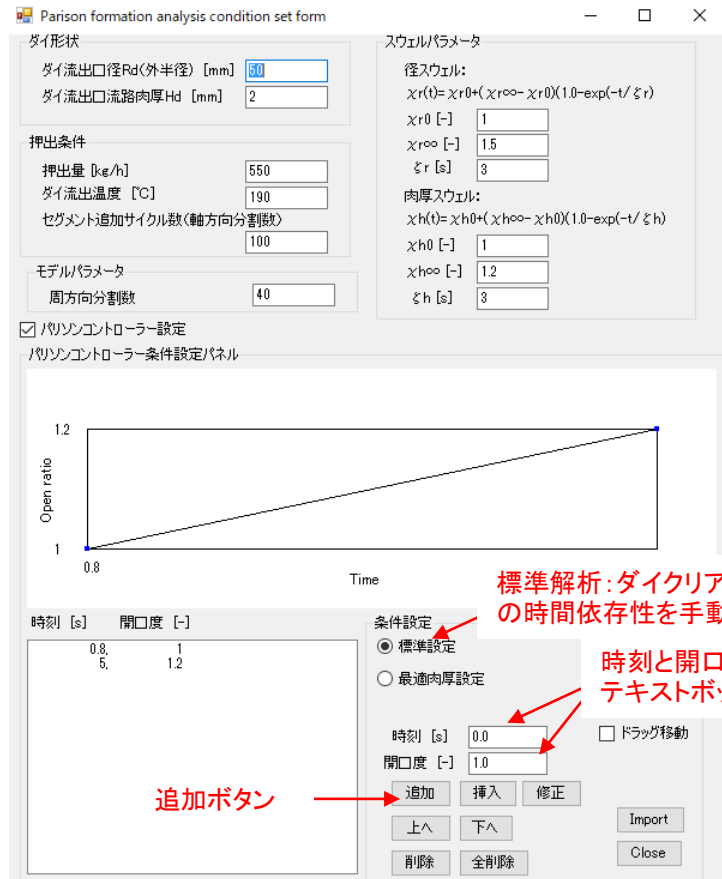 Parison formation analysis condition set form
ダイ形状
ダイ流出口径Rd(外半径) [mm] 50
ダイ流出口流路肉厚Hd [mm] 2
押出条件
押出量 [kg/h] 550
ダイ流出温度 [℃] 190
セグメント追加サイクル数(軸方向分割数)
100
モデルパラメータ
周方向分割数 40
スウェルパラメータ
径スウェル:
χr(t)=χr0+(χr∞-χr0)(1.0-exp(-t/ζr)
χr0 [-] 1
χr∞ [-] 1.5
ζr [s] 3
肉厚スウェル:
χh(t)=χh0+(χh∞-χh0)(1.0-exp(-t/ζh)
χh0 [-] 1
χh∞ [-] 1.2
ζh [s] 3
パリソンコントローラー設定
パリソンコントローラー条件設定パネル
1.2
Open ratio
1
0.8
Time
標準解析:ダイクリア
の時間依存性を手動
時刻 [s] 開口度 [-]
0.8, 1
5, 1.2
条件設定
標準設定
最適肉厚設定
時刻と開口
テキストボッ
時刻 [s] 0.0
ドラッグ移動
開口度 [-] 1.0
追加ボタン
追加 挿入 修正
上へ 下へ
Import
削除 全削除
Close